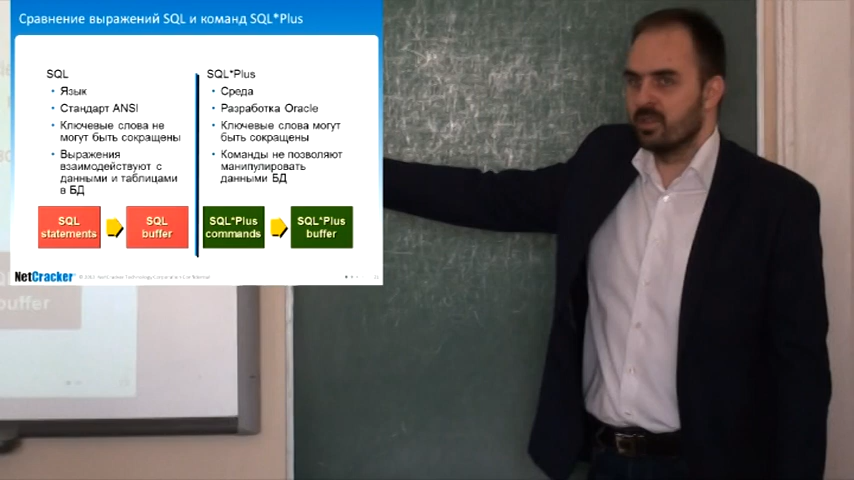 Сравнение выражений SQL и команд SQL*Plus
SQL
• Язык
• Стандарт ANSI
• Ключевые слова не
могут быть сокращены
• Выражения
взаимодействуют с
данными и таблицами
в БД
SQL
statements
SQL
buffer
SQL*Plus
• Среда
• Разработка Oracle
• Ключевые слова могут
быть сокращены
• Команды не позволяют
манипулировать
данными БД
SQL*Plus
commands
SQL*Plus
buffer
NetCracker
buffer